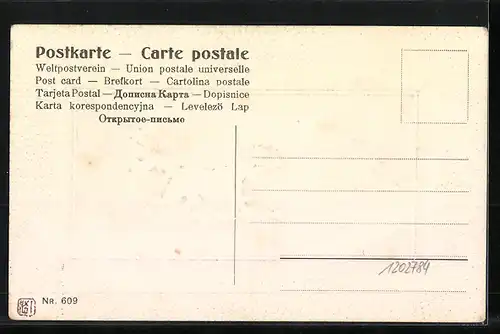 Postkarte — Carte postale
Weltpostverein — Union postale universelle
Post card — Brefkort — Cartolina postale
Tarjeta Postal — Дописна Карта — Dopisnice
Karta korespondencyjna — Levelező Lap
Открытое-письмо
1202784
NR. 609